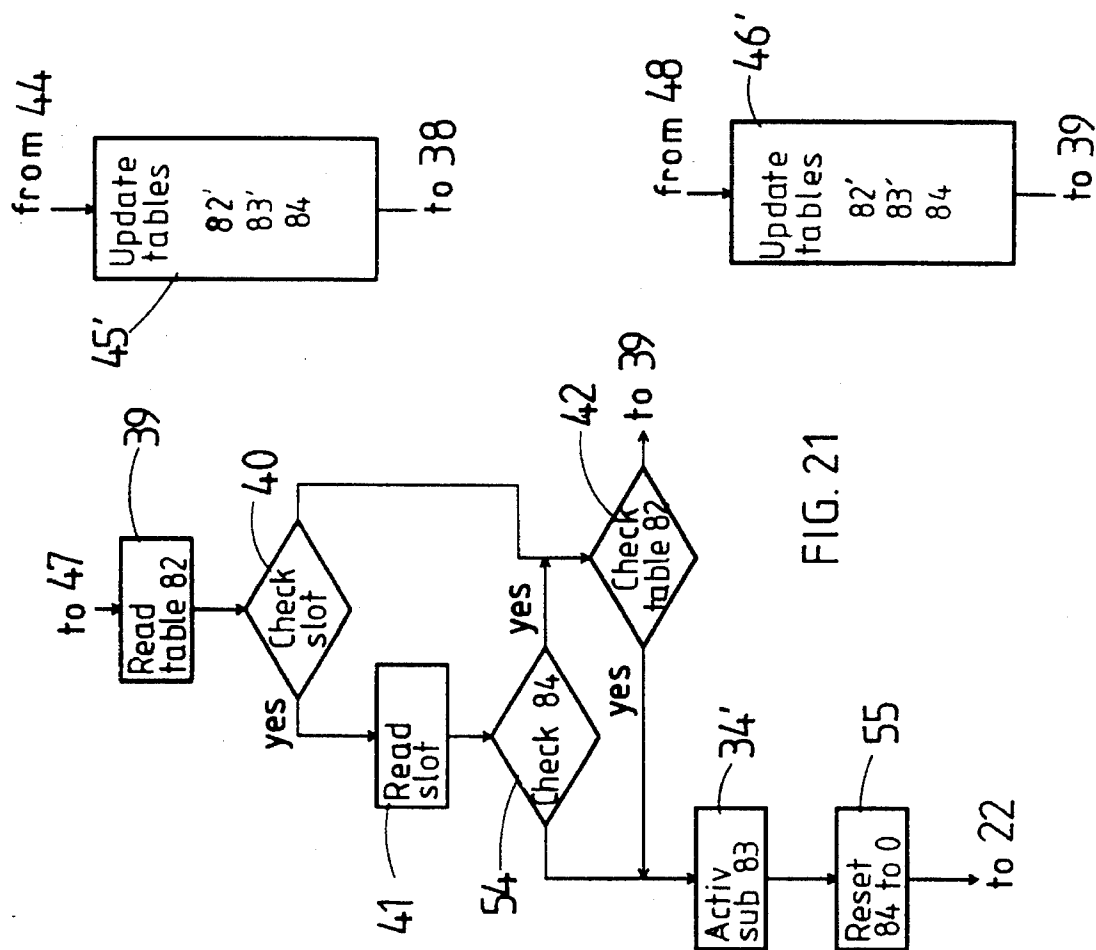 to 47
39
Read
table 82
40
Check
slot
yes
41
Read
slot
54
Check 84
yes
42
Check
table 82
to 39
yes
34'
Activ
sub 83
55
Reset
84 to 0
to 22
from 44
45'
Update
tables
82'
83'
84
to 38
from 48
46'
Update
tables
82'
83'
84
to 39
FIG. 21